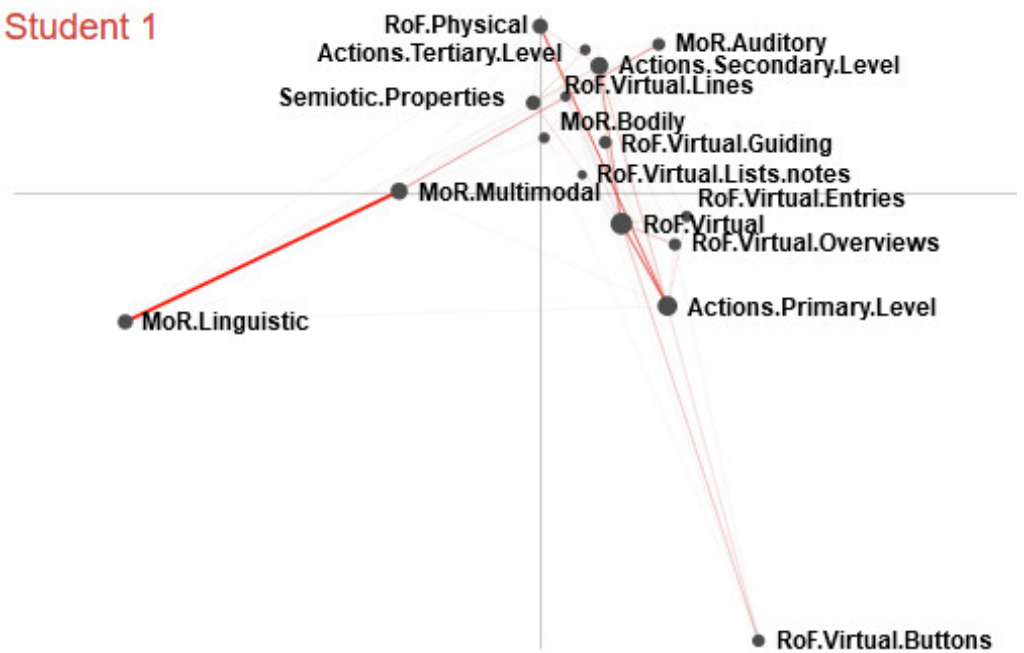 Student 1
RoF.Physical
MoR.Auditory
Actions.Tertiary.Level
Actions.Secondary.Level
RoF.Virtual.Lines
Semiotic.Properties
MoR.Bodily
RoF.Virtual.Guiding
RoF.Virtual.Lists.notes
MoR.Multimodal
RoF.Virtual.Entries
RoF.Virtual
RoF.Virtual.Overviews
Actions.Primary.Level
MoR.Linguistic
RoF.Virtual.Buttons